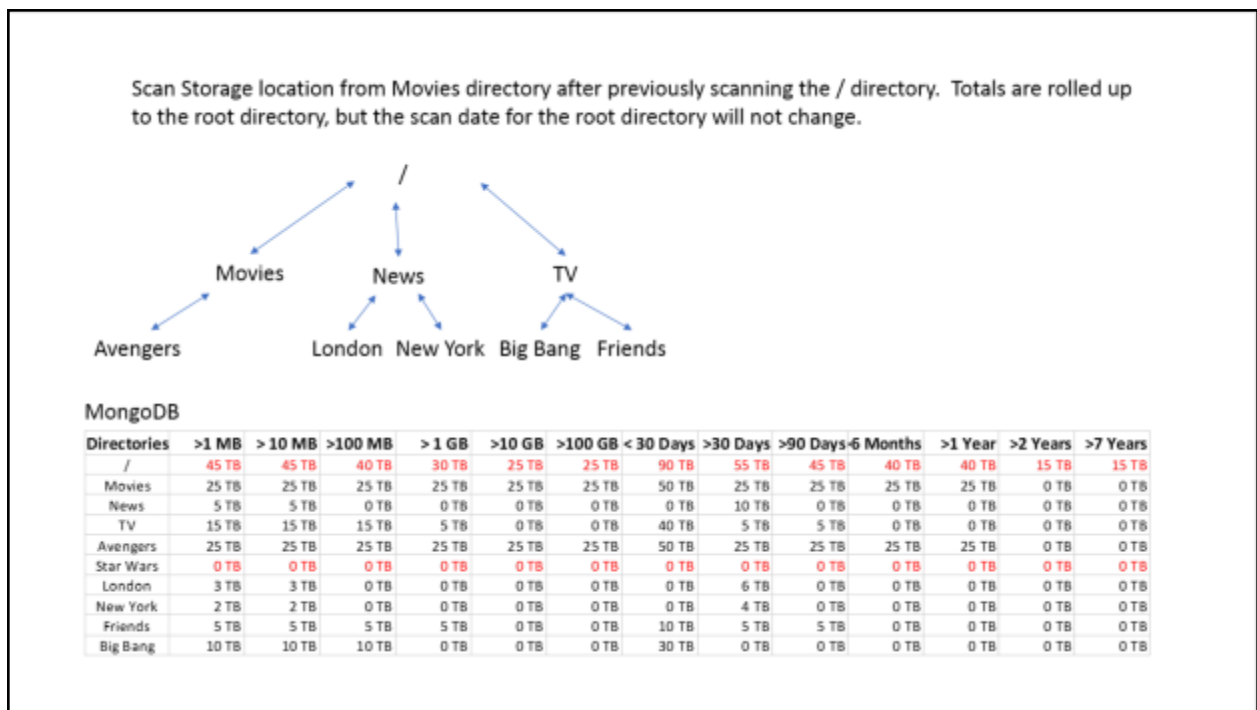 Scan Storage location from Movies directory after previously scanning the / directory. Totals are rolled up
to the root directory, but the scan date for the root directory will not change.
/
Movies News TV
Avengers London New York Big Bang Friends
MongoDB
Directories >1 MB > 10 MB >100 MB > 1 GB >10 GB >100 GB < 30 Days >30 Days >90 Days 6 Months >1 Year >2 Years >7 Years
/ 45 TB 45 TB 40 TB 30 TB 25 TB 25 TB 90 TB 55 TB 45 TB 40 TB 40 TB 15 TB 15 TB
Movies 25 TB 25 TB 25 TB 25 TB 25 TB 25 TB 50 TB 25 TB 25 TB 25 TB 25 TB 0 TB 0 TB
News 5 TB 5 TB 0 TB 0 TB 0 TB 0 TB 0 TB 10 TB 0 TB 0 TB 0 TB 0 TB 0 TB
TV 15 TB 15 TB 15 TB 5 TB 0 TB 0 TB 40 TB 5 TB 5 TB 0 TB 0 TB 0 TB 0 TB
Avengers 25 TB 25 TB 25 TB 25 TB 25 TB 25 TB 50 TB 25 TB 25 TB 25 TB 25 TB 0 TB 0 TB
Star Wars 0 TB 0 TB 0 TB 0 TB 0 TB 0 TB 0 TB 0 TB 0 TB 0 TB 0 TB 0 TB 0 TB
London 3 TB 3 TB 0 TB 0 TB 0 TB 0 TB 0 TB 6 TB 0 TB 0 TB 0 TB 0 TB 0 TB
New York 2 TB 2 TB 0 TB 0 TB 0 TB 0 TB 0 TB 4 TB 0 TB 0 TB 0 TB 0 TB 0 TB
Friends 5 TB 5 TB 5 TB 5 TB 0 TB 0 TB 10 TB 5 TB 5 TB 0 TB 0 TB 0 TB 0 TB
Big Bang 10 TB 10 TB 10 TB 0 TB 0 TB 0 TB 30 TB 0 TB 0 TB 0 TB 0 TB 0 TB 0 TB